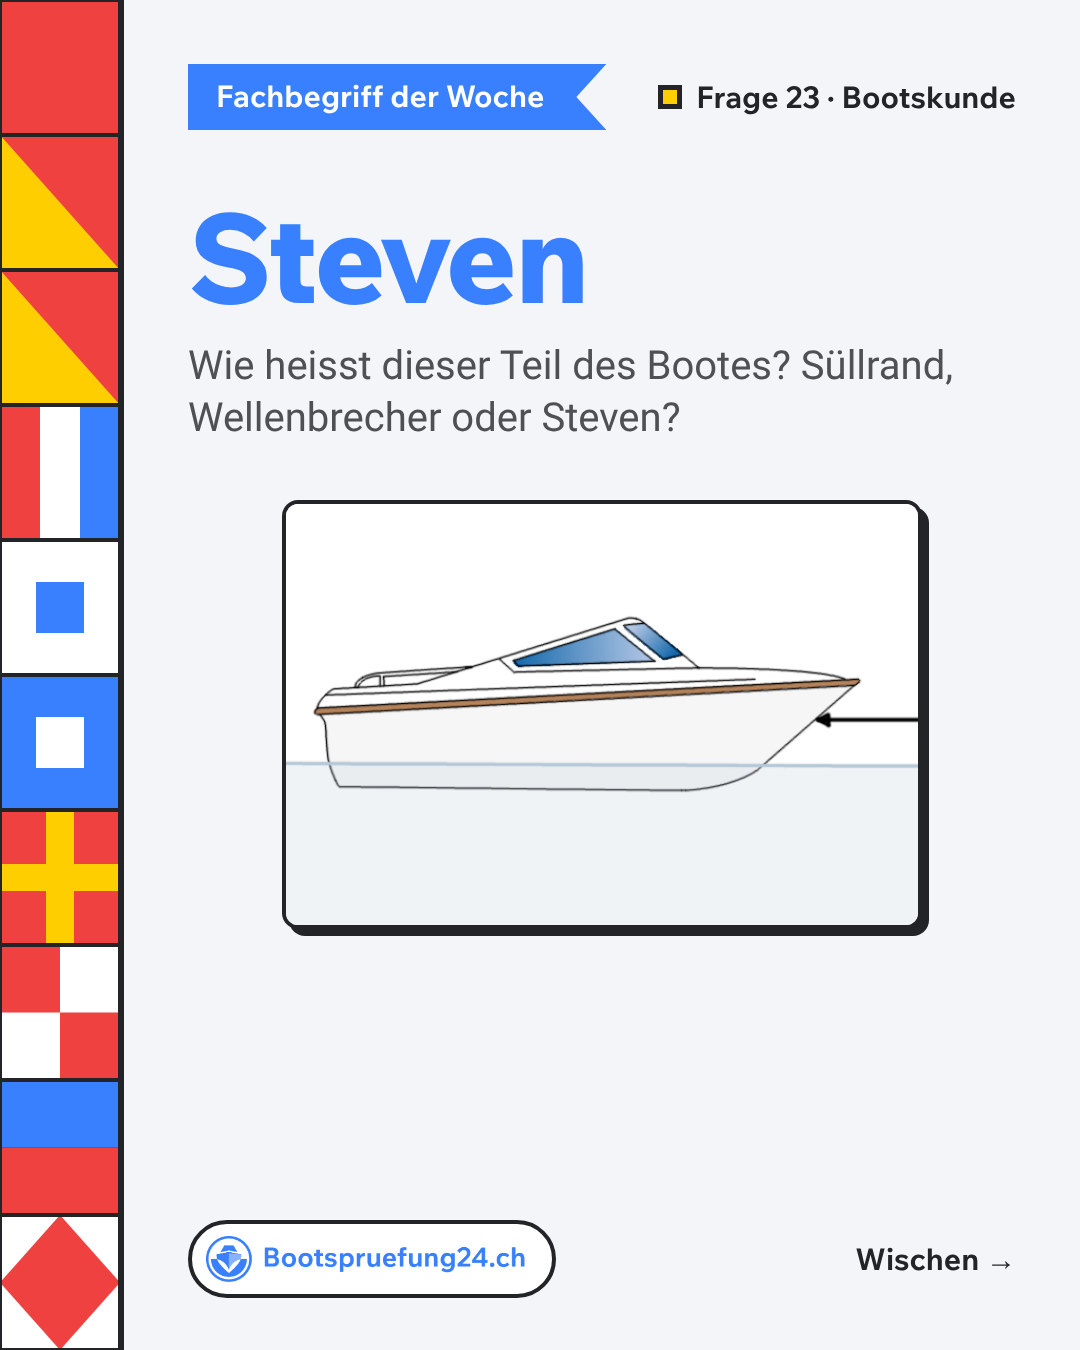 Fachbegriff der Woche
Frage 23 · Bootskunde
Steven
Wie heisst dieser Teil des Bootes? Süllrand,
Wellenbrecher oder Steven?
Bootspruefung24.ch
Wischen →